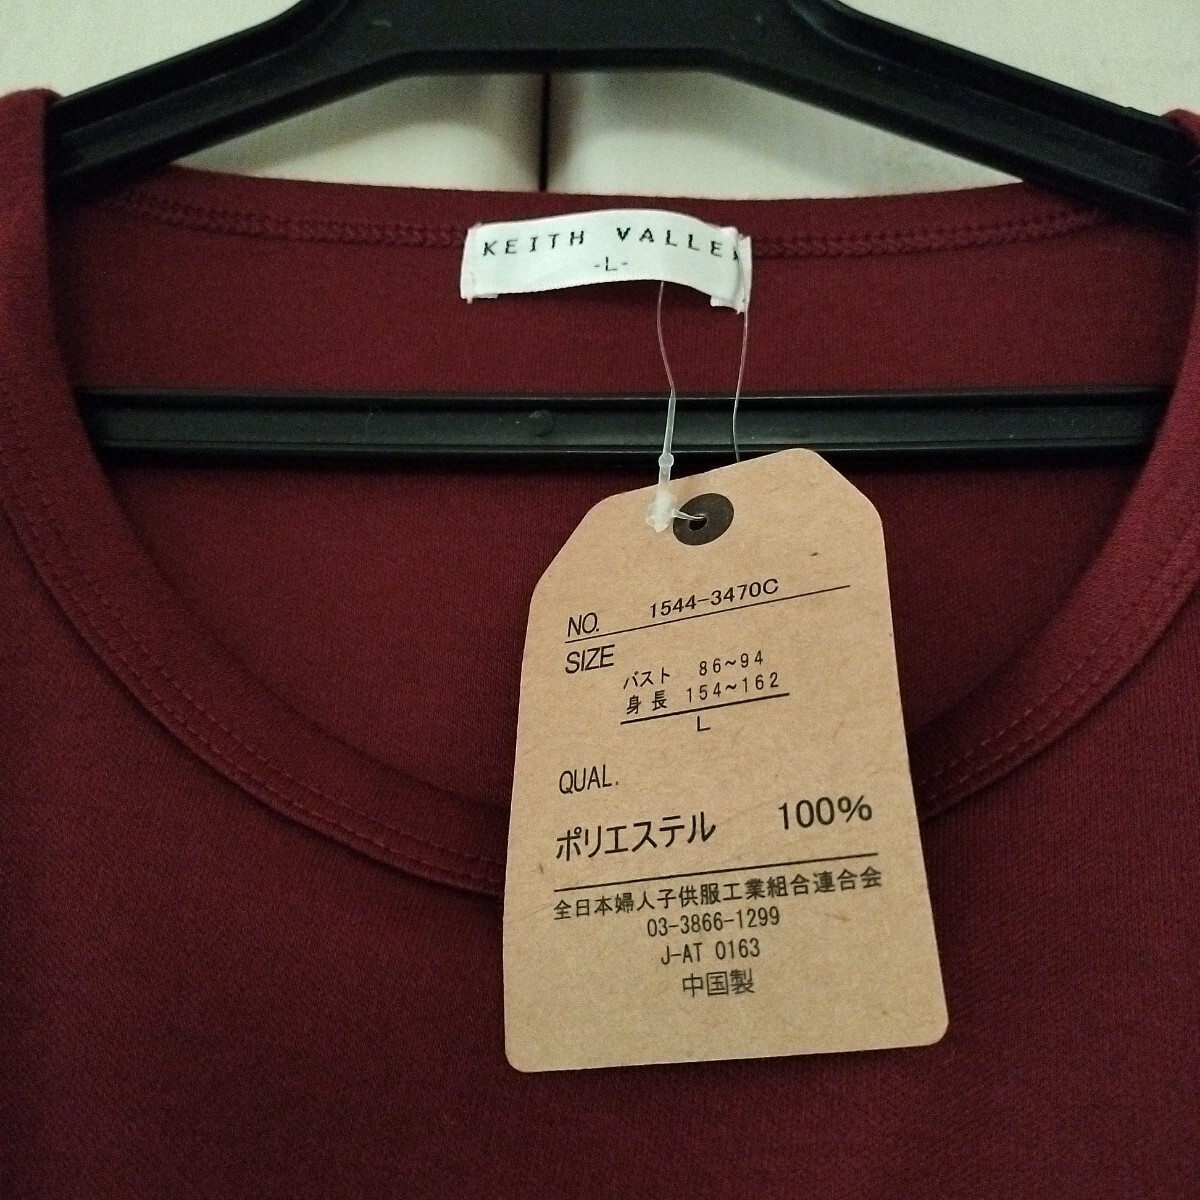 KEITH VALLEY
-L-
NO. 1544-3470C
SIZE
バスト 86~94
身長 154~162
L
QUAL.
ポリエステル 100%
全日本婦人子供服工業組合連合会
03-3866-1299
J-AT 0163
中国製